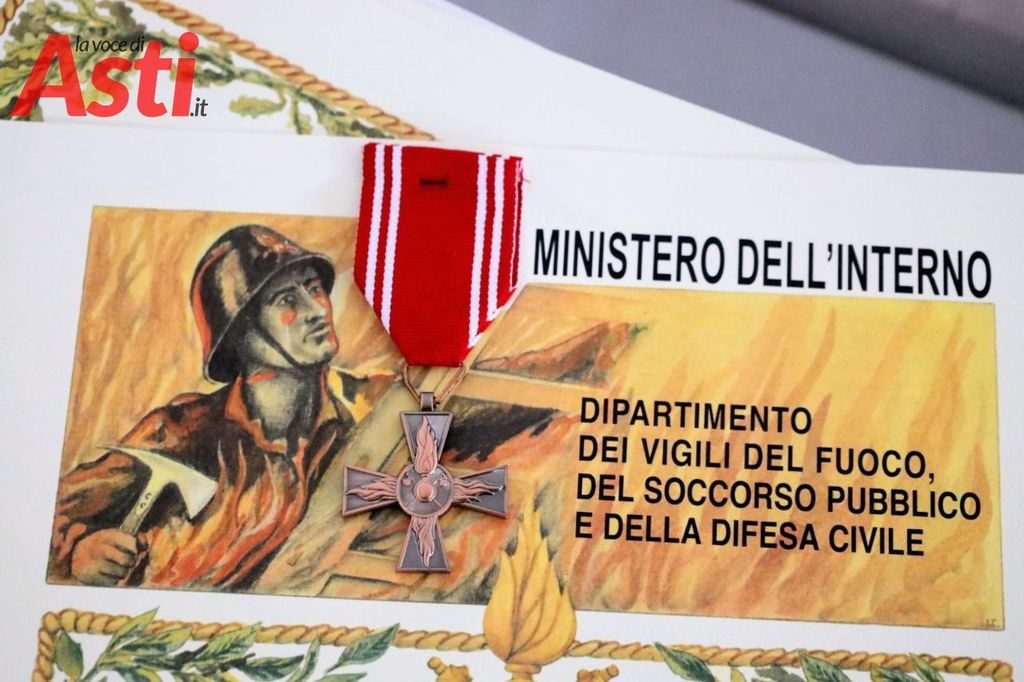 la voce di
Asti.it
MINISTERO DELL'INTERNO
DIPARTIMENTO
DEI VIGILI DEL FUOCO,
DEL SOCCORSO PUBBLICO
E DELLA DIFESA CIVILE